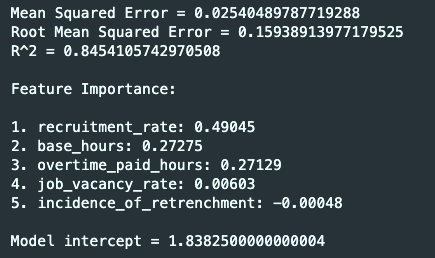 Mean Squared Error = 0.02540489787719288
Root Mean Squared Error = 0.15938913977179525
R^2 = 0.8454105742970508
Feature Importance:
1. recruitment_rate: 0.49045
2. base_hours: 0.27275
3. overtime_paid_hours: 0.27129
4. job_vacancy_rate: 0.00603
5. incidence_of_retrenchment: -0.00048
Model intercept = 1.8382500000000004